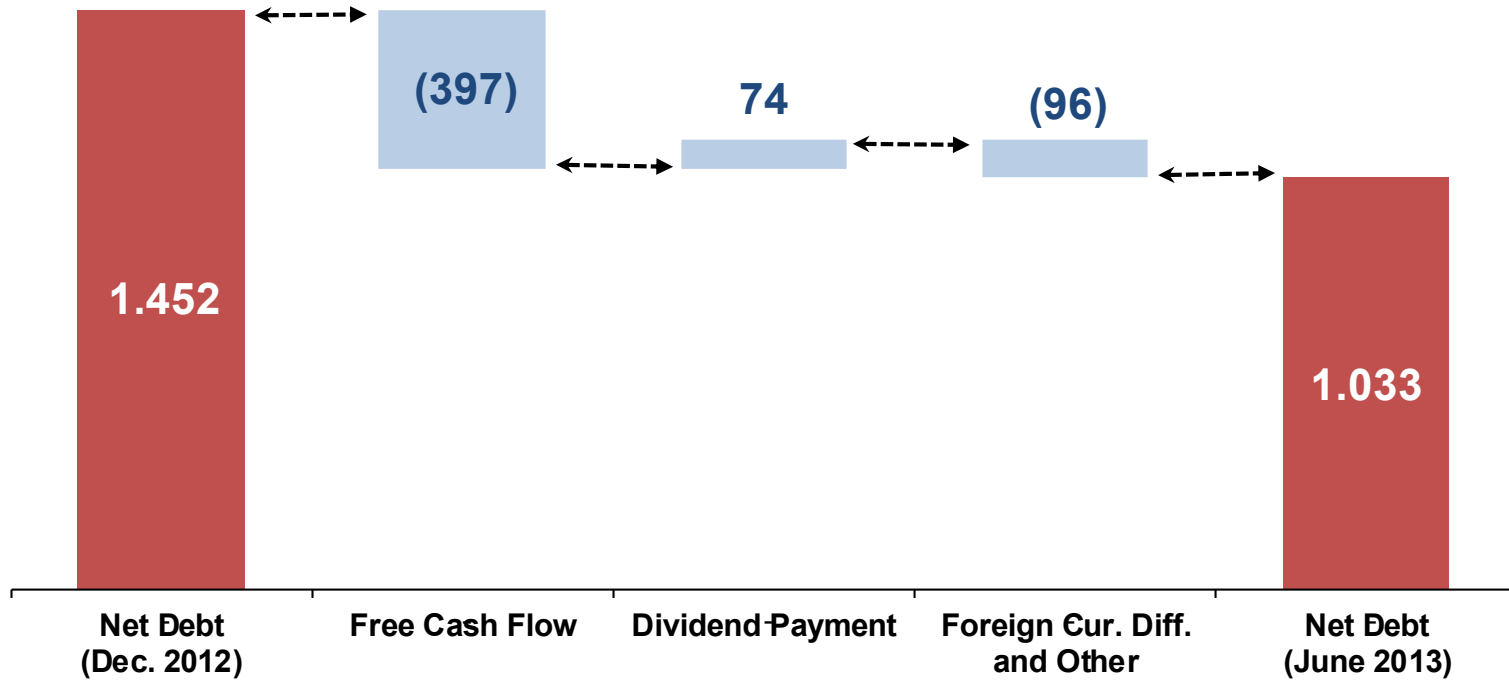 (397)
74
(96)
1.452
1.033
Net Debt
(Dec. 2012)
Free Cash Flow
Dividend Payment
Foreign Cur. Diff.
and Other
Net Debt
(June 2013)